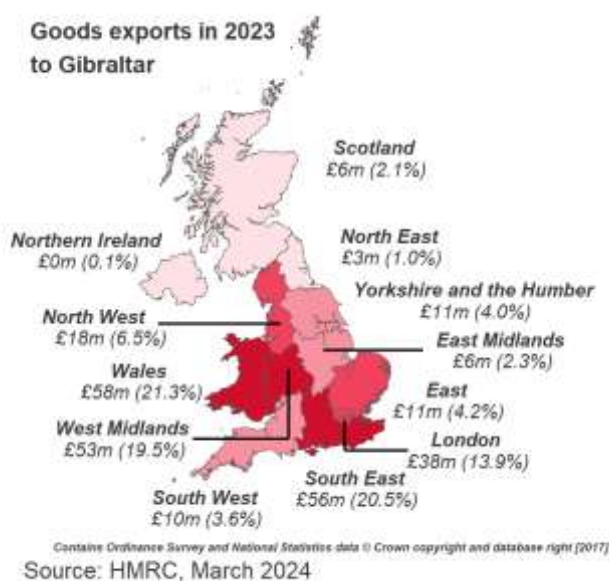 Goods exports in 2023
to Gibraltar
Scotland
£6m (2.1%)
Northern Ireland
£0m (0.1%)
North East
£3m (1.0%)
Yorkshire and the Humber
£11m (4.0%)
North West
£18m (6.5%)
East Midlands
£6m (2.3%)
Wales
£58m (21.3%)
East
£11m (4.2%)
West Midlands
£53m (19.5%)
London
£38m (13.9%)
South East
£56m (20.5%)
South West
£10m (3.6%)
Contains Ordinance Survey and National Statistics data © Crown copyright and database right [2017]
Source: HMRC, March 2024